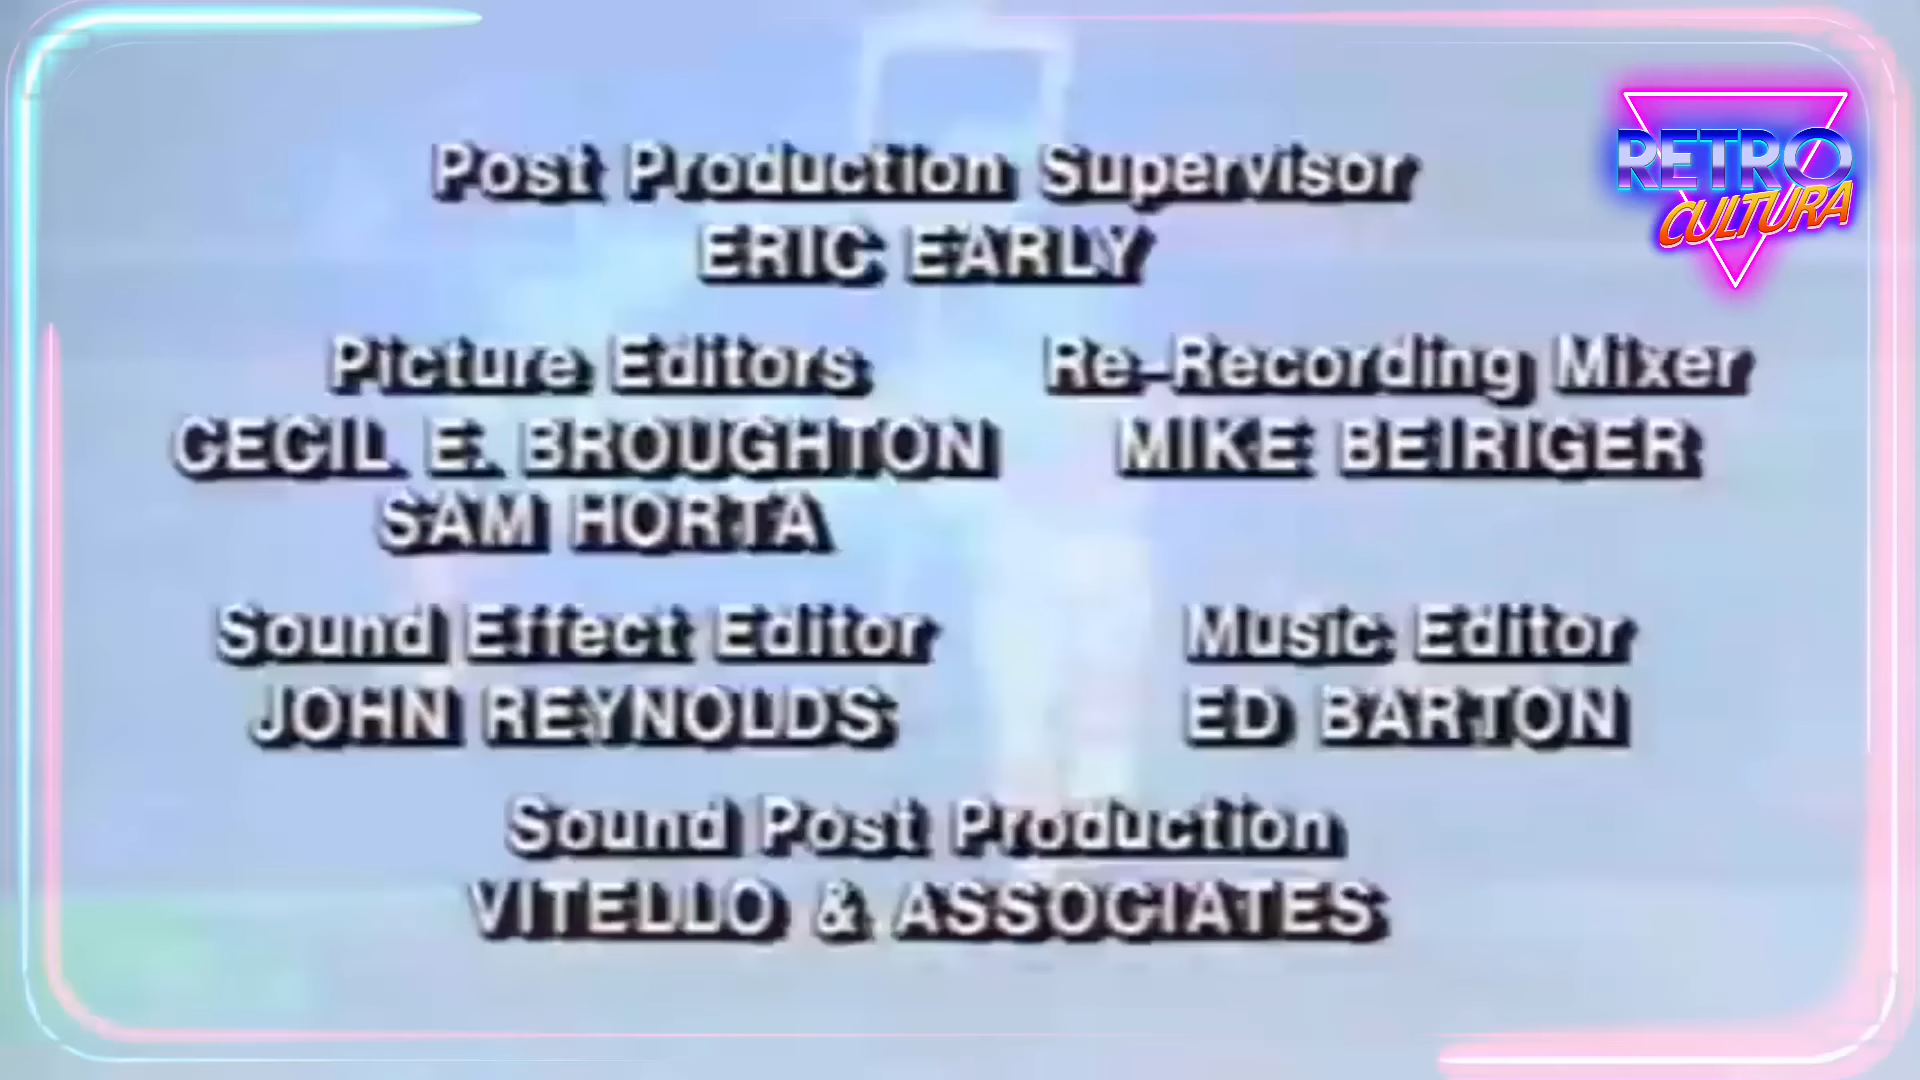 RETRO
CULTURA
Post Production Supervisor
ERIC EARLY
Picture Editors
CECIL E. BROUGHTON
SAM HORTA
Re-Recording Mixer
MIKE BEIRIGER
Sound Effect Editor
JOHN REYNOLDS
Music Editor
ED BARTON
Sound Post Production
VITELLO & ASSOCIATES